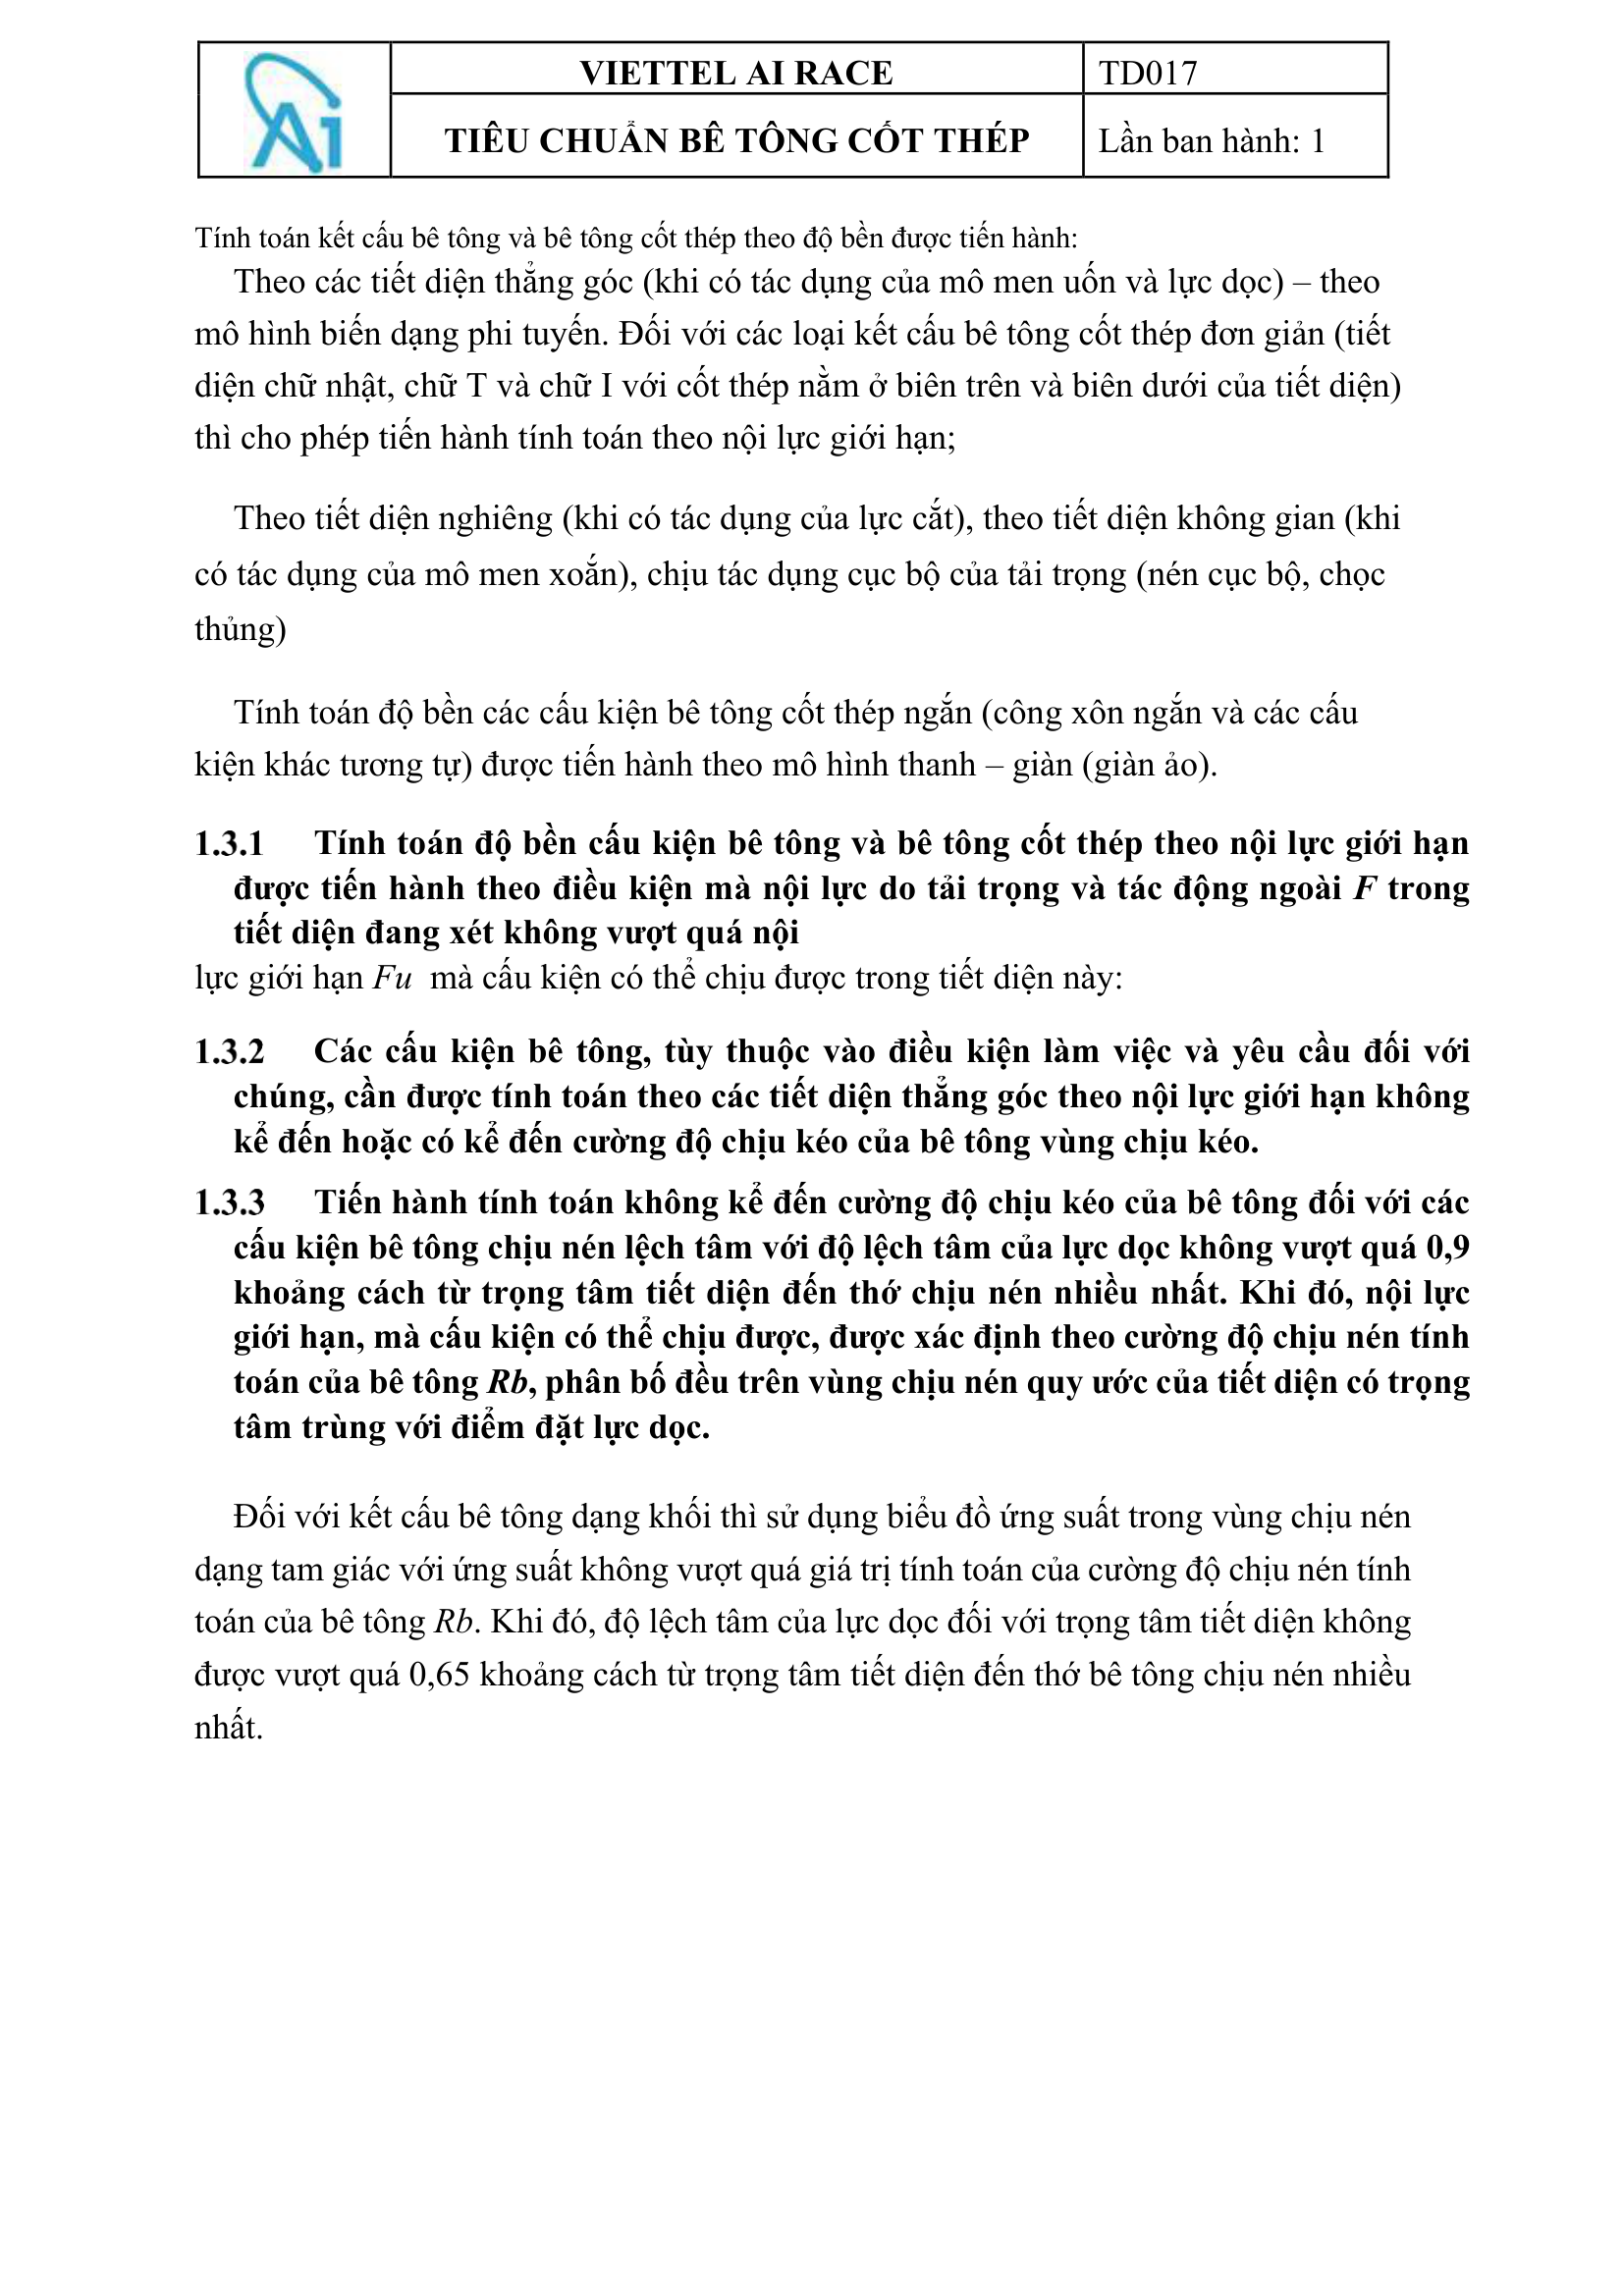 Ai
VIETTEL AI RACE
TD017
TIÊU CHUẨN BÊ TÔNG CỐT THÉP
Lần ban hành: 1
Tính toán kết cấu bê tông và bê tông cốt thép theo độ bền được tiến hành:
Theo các tiết diện thẳng góc (khi có tác dụng của mô men uốn và lực dọc) – theo
mô hình biến dạng phi tuyến. Đối với các loại kết cấu bê tông cốt thép đơn giản (tiết
diện chữ nhật, chữ T và chữ I với cốt thép nằm ở biên trên và biên dưới của tiết diện)
thì cho phép tiến hành tính toán theo nội lực giới hạn;
Theo tiết diện nghiêng (khi có tác dụng của lực cắt), theo tiết diện không gian (khi
có tác dụng của mô men xoắn), chịu tác dụng cục bộ của tải trọng (nén cục bộ, chọc
thủng)
Tính toán độ bền các cấu kiện bê tông cốt thép ngắn (công xôn ngắn và các cấu
kiện khác tương tự) được tiến hành theo mô hình thanh – giàn (giàn ảo).
1.3.1 Tính toán độ bền cấu kiện bê tông và bê tông cốt thép theo nội lực giới hạn
được tiến hành theo điều kiện mà nội lực do tải trọng và tác động ngoài F trong
tiết diện đang xét không vượt quá nội
lực giới hạn Fu mà cấu kiện có thể chịu được trong tiết diện này:
1.3.2 Các cấu kiện bê tông, tùy thuộc vào điều kiện làm việc và yêu cầu đối với
chúng, cần được tính toán theo các tiết diện thẳng góc theo nội lực giới hạn không
kể đến hoặc có kể đến cường độ chịu kéo của bê tông vùng chịu kéo.
1.3.3 Tiến hành tính toán không kể đến cường độ chịu kéo của bê tông đối với các
cấu kiện bê tông chịu nén lệch tâm với độ lệch tâm của lực dọc không vượt quá 0,9
khoảng cách từ trọng tâm tiết diện đến thớ chịu nén nhiều nhất. Khi đó, nội lực
giới hạn, mà cấu kiện có thể chịu được, được xác định theo cường độ chịu nén tính
toán của bê tông Rb, phân bố đều trên vùng chịu nén quy ước của tiết diện có trọng
tâm trùng với điểm đặt lực dọc.
Đối với kết cấu bê tông dạng khối thì sử dụng biểu đồ ứng suất trong vùng chịu nén
dạng tam giác với ứng suất không vượt quá giá trị tính toán của cường độ chịu nén tính
toán của bê tông Rb. Khi đó, độ lệch tâm của lực dọc đối với trọng tâm tiết diện không
được vượt quá 0,65 khoảng cách từ trọng tâm tiết diện đến thớ bê tông chịu nén nhiều
nhất.